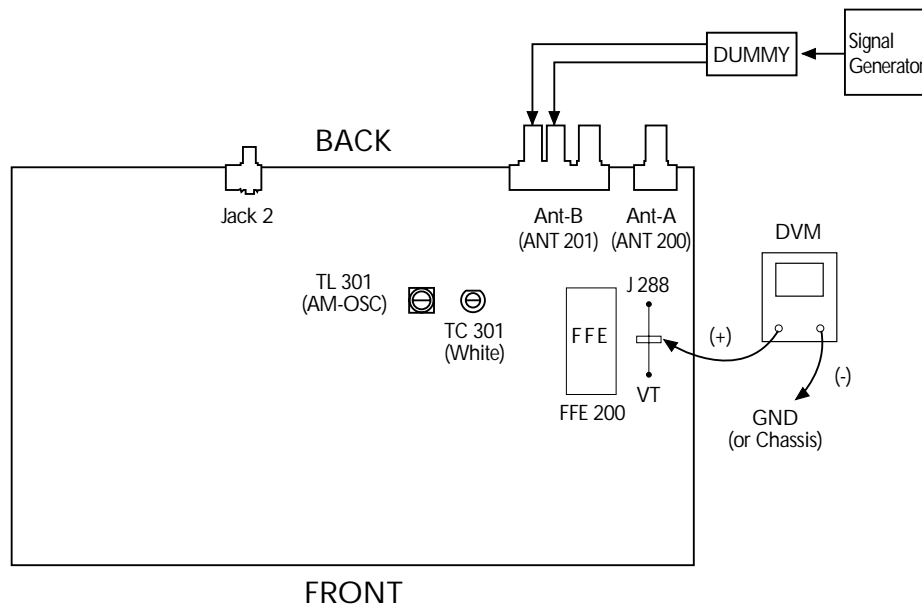 Signal
Generator
DUMMY
BACK
Jack 2
Ant-B
(ANT 201)
Ant-A
(ANT 200)
DVM
TL 301
(AM-OSC)
TC 301
(White)
FFE
FFE 200
J 288
VT
(+)
(-)
GND
(or Chassis)
FRONT